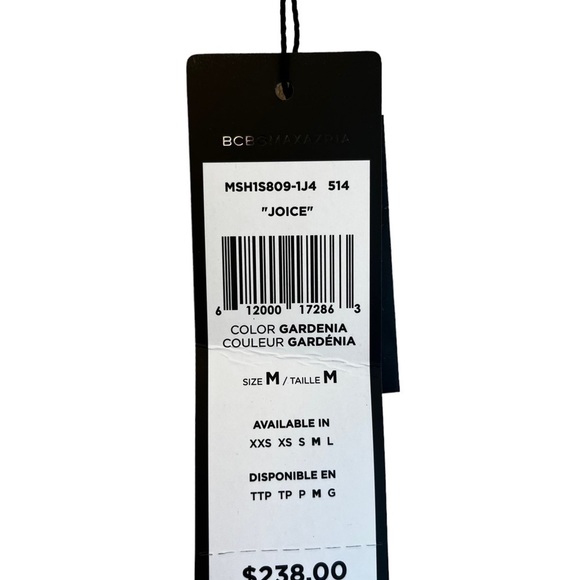 BCBGMAXAZRIA
MSH1S809-1J4 514
"JOICE"
6 12000 17286 3
COLOR GARDENIA
COULEUR GARDÉNIA
SIZE M / TAILLE M
AVAILABLE IN
XXS XS S M L
DISPONIBLE EN
TTP TP P M G
$238.00